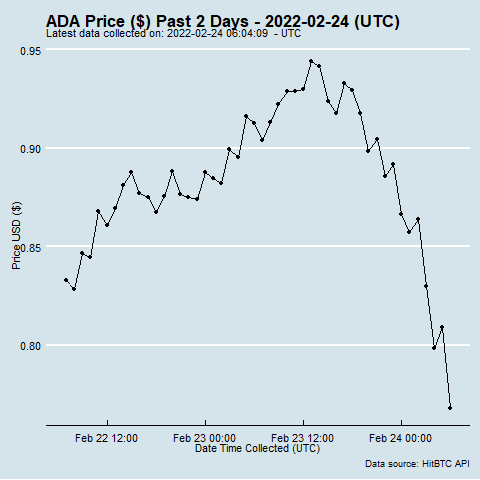 ADA Price ($) Past 2 Days - 2022-02-24 (UTC)
Latest data collected on: 2022-02-24 06:04:09  - UTC
0.95
0.90
0.85
0.80
Price USD ($)
Feb 22 12:00
Feb 23 00:00
Feb 23 12:00
Feb 24 00:00
Date Time Collected (UTC)
Data source: HitBTC API